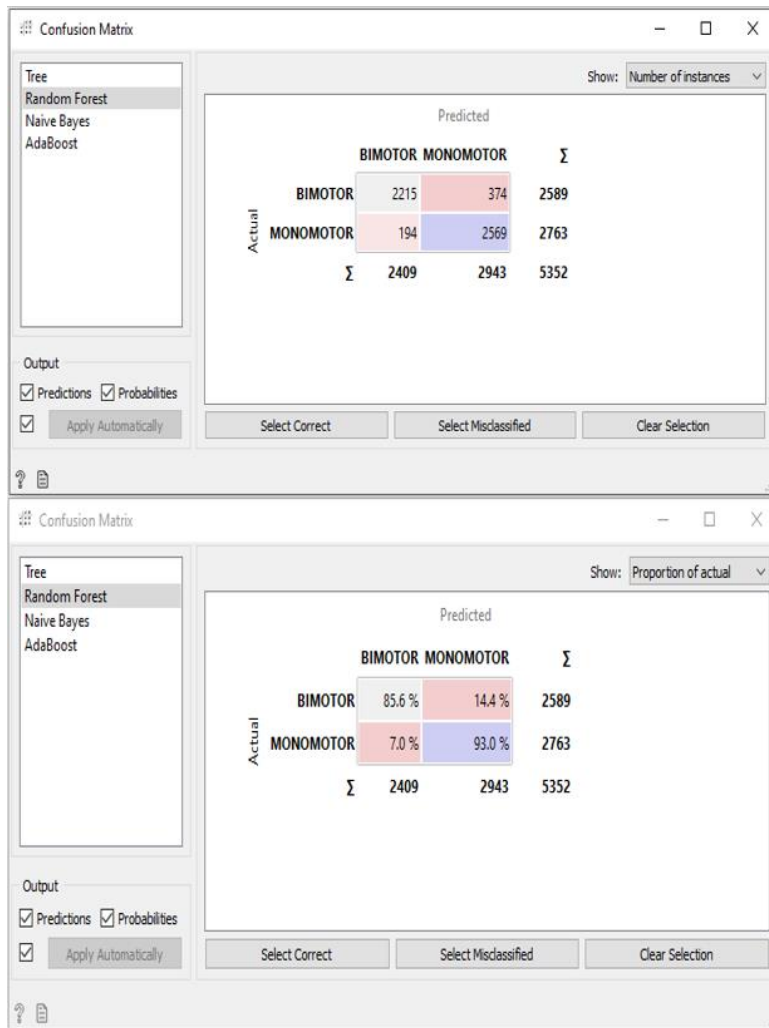 Confusion Matrix
Tree
Random Forest
Naive Bayes
AdaBoost
Show: Number of instances
Predicted
BIMOTOR MONOMOTOR Σ
Actual
BIMOTOR 2215 374 2589
MONOMOTOR 194 2569 2763
Σ 2409 2943 5352
Output
Predictions Probabilities
Apply Automatically
Select Correct Select Misclassified Clear Selection
Confusion Matrix
Tree
Random Forest
Naive Bayes
AdaBoost
Show: Proportion of actual
Predicted
BIMOTOR MONOMOTOR Σ
Actual
BIMOTOR 85.6 % 14.4 % 2589
MONOMOTOR 7.0 % 93.0 % 2763
Σ 2409 2943 5352
Output
Predictions Probabilities
Apply Automatically
Select Correct Select Misclassified Clear Selection